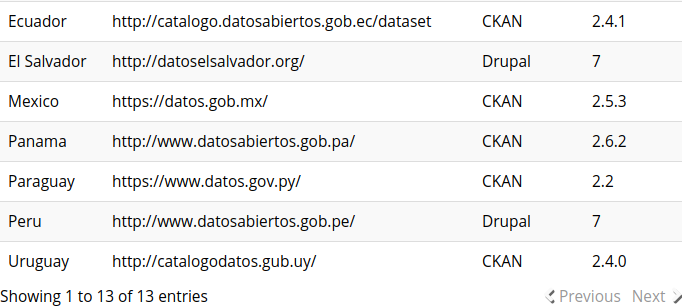 Ecuador http://catalogo.datosabiertos.gob.ec/dataset CKAN 2.4.1
El Salvador http://datoselsalvador.org/ Drupal 7
Mexico https://datos.gob.mx/ CKAN 2.5.3
Panama http://www.datosabiertos.gob.pa/ CKAN 2.6.2
Paraguay https://www.datos.gov.py/ CKAN 2.2
Peru http://www.datosabiertos.gob.pe/ Drupal 7
Uruguay http://catalogodatos.gub.uy/ CKAN 2.4.0
Showing 1 to 13 of 13 entries Previous Next